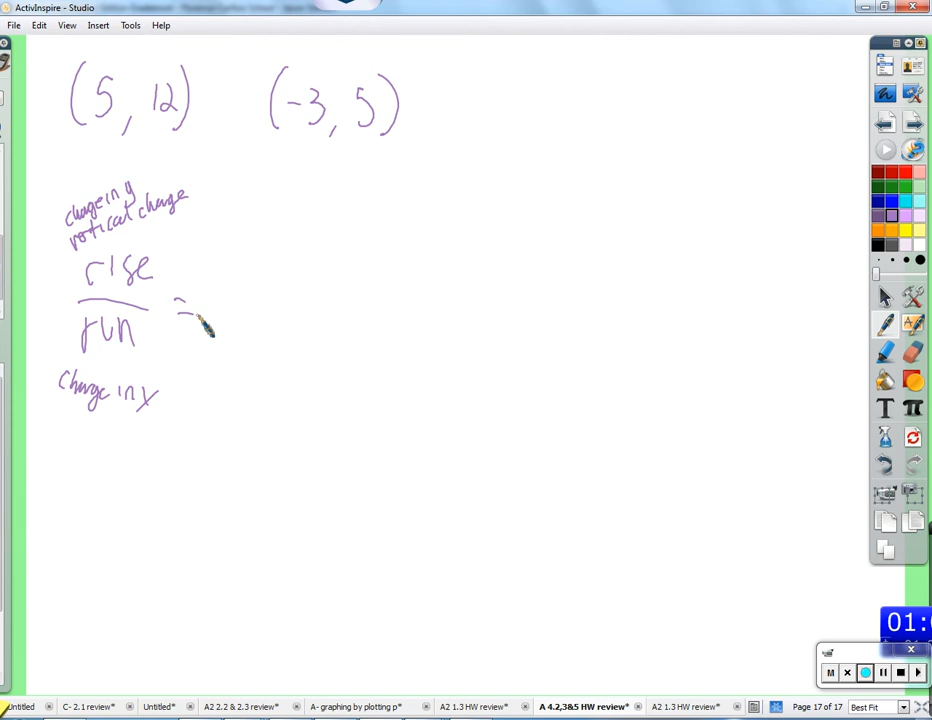 ActivInspire - Studio
File Edit View Insert Tools Help
(5, 12) (-3, 5)
change in y
vertical change
rise
run
=
change in x
01:
M
Untitled C- 2.1 review* Untitled* A2 2.2 & 2.3 review* A- graphing by plotting p* A2 1.3 HW review* A 4.2,3&5 HW review* A2 1.3 HW review* Page 17 of 17 Best Fit